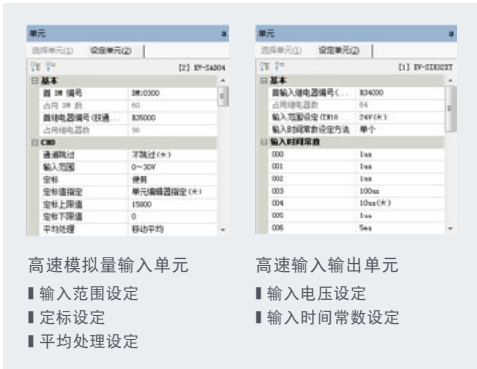 单元
选择单元(1) 设定单元(2)
[2] KV-SAD04
基本
首 DM 编号 DM10300
占用 DM 数 60
首继电器编号(按通... R35000
占用继电器数 96
CH0
通道跳过 不跳过(*)
输入范围 0~30V
定标 使用
定标值指定 单元编辑器指定(*)
定标上限值 15000
定标下限值 0
平均处理 移动平均
高速模拟量输入单元
输入范围设定
定标设定
平均处理设定
单元
选择单元(1) 设定单元(2)
[1] KV-SIR32XT
基本
首输入继电器编号(... R34000
占用继电器数 64
输入范围设定(IN10... 24V(*)
输入时间常数设定方法 单个
输入时间常数
000 1us
001 1us
002 1us
003 100us
004 10us(*)
005 1us
006 5ms
高速输入输出单元
输入电压设定
输入时间常数设定